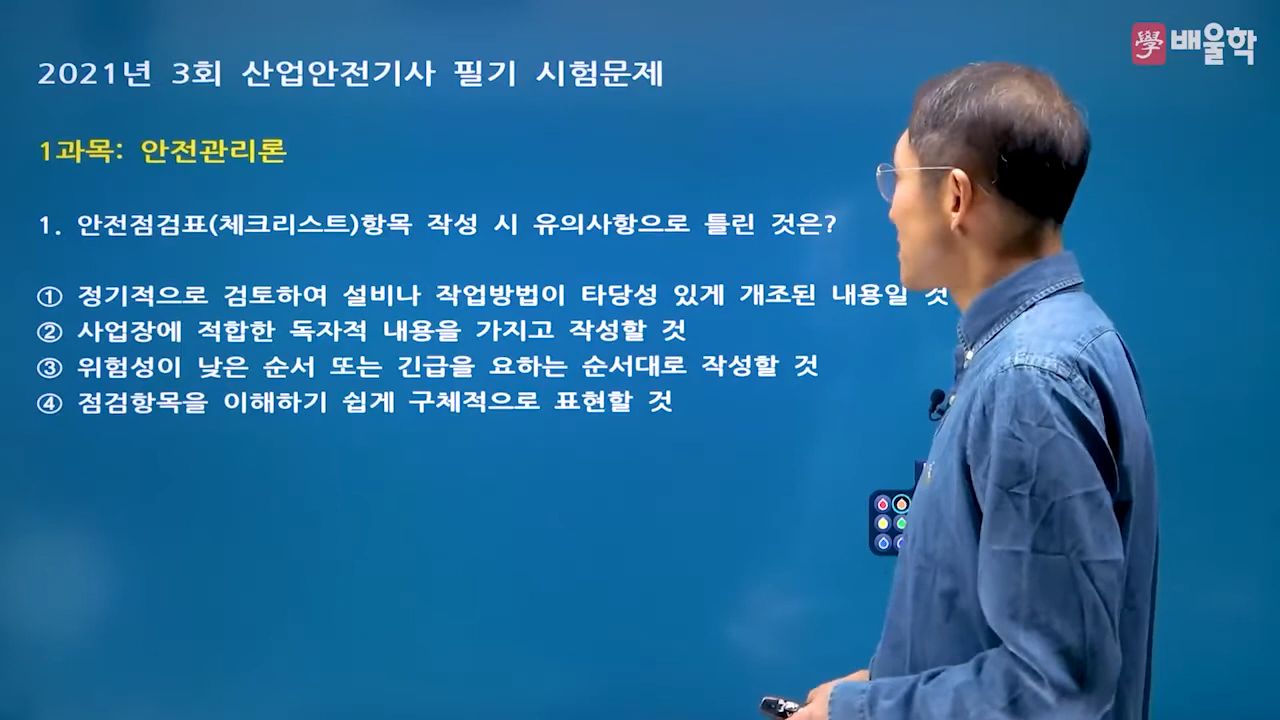 學 배울학
2021년 3회 산업안전기사 필기 시험문제
1과목: 안전관리론
1. 안전점검표(체크리스트)항목 작성 시 유의사항으로 틀린 것은?
① 정기적으로 검토하여 설비나 작업방법이 타당성 있게 개조된 내용일 것
② 사업장에 적합한 독자적 내용을 가지고 작성할 것
③ 위험성이 낮은 순서 또는 긴급을 요하는 순서대로 작성할 것
④ 점검항목을 이해하기 쉽게 구체적으로 표현할 것